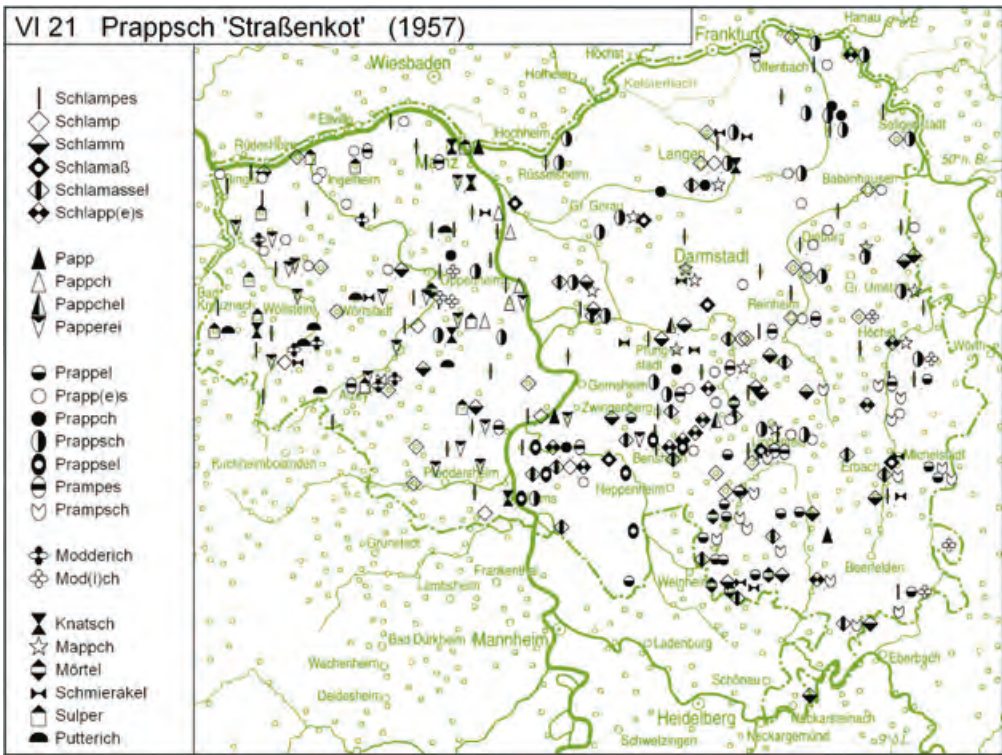 VI 21 Prappsch 'Straßenkot' (1957)
Schlampes
Schlamp
Schlamm
Schlamaß
Schlamassel
Schlapp(e)s
Papp
Pappch
Pappchel
Papperei
Prappel
Prapp(e)s
Prappch
Prappsch
Prappsel
Prampes
Prampsch
Modderich
Mod(i)ch
Knatsch
Mappch
Mörtel
Schmierakel
Sulper
Putterich
Frankfurt
Hanau
Höchst
Wiesbaden
Offenbach
Hofheim
Kelsterbach
Eltville
Hochheim
Rüdesheim
Mainz
Langen
Seligenstadt
50° n. Br.
Rüsselsheim
Bingen
Ingelheim
Babenhausen
Gr. Gerau
Dieburg
Darmstadt
Oppenheim
Bad
Kreuznach
Wöllstein
Wörrstadt
Reinheim
Gr. Umstadt
Höchst
Wörth
Pfung
stadt
Gernsheim
Alzey
Zwingenberg
Bensheim
Michelstadt
Erbach
Kirchheimbolanden
Pfeddersheim
Heppenheim
Worms
Grünstadt
Beerfelden
Weinheim
Frankenthal
Lambsheim
Mannheim
Bad Dürkheim
Ladenburg
Eberbach
Wachenheim
Schönau
Deidesheim
Heidelberg
Neckarsteinach
Neckargemünd
Schwetzingen